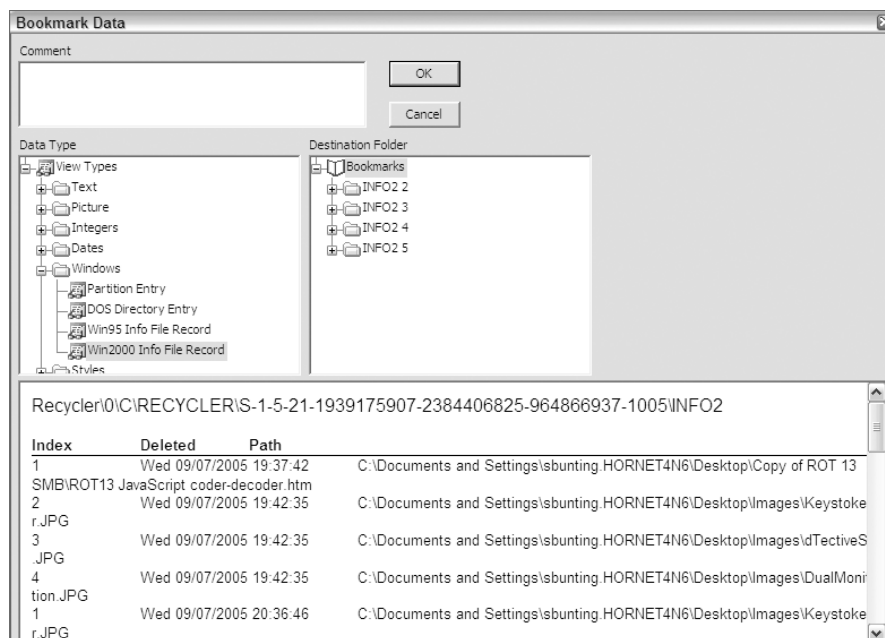 Bookmark Data
Comment
OK
Cancel
Data Type
Destination Folder
View Types
Text
Picture
Integers
Dates
Windows
Partition Entry
DOS Directory Entry
Win95 Info File Record
Win2000 Info File Record
Styles
Bookmarks
INFO2 2
INFO2 3
INFO2 4
INFO2 5
Recycler\0\C\RECYCLER\S-1-5-21-1939175907-2384406825-964866937-1005\INFO2
Index Deleted Path
1 Wed 09/07/2005 19:37:42 C:\Documents and Settings\sbunting.HORNET4N6\Desktop\Copy of ROT 13
SMB\ROT13 JavaScript coder-decoder.htm
2 Wed 09/07/2005 19:42:35 C:\Documents and Settings\sbunting.HORNET4N6\Desktop\Images\Keystoke
r.JPG
3 Wed 09/07/2005 19:42:35 C:\Documents and Settings\sbunting.HORNET4N6\Desktop\Images\dTectiveS
.JPG
4 Wed 09/07/2005 19:42:35 C:\Documents and Settings\sbunting.HORNET4N6\Desktop\Images\DualMoni
tion.JPG
1 Wed 09/07/2005 20:36:46 C:\Documents and Settings\sbunting.HORNET4N6\Desktop\Images\Keystoke
r.JPG